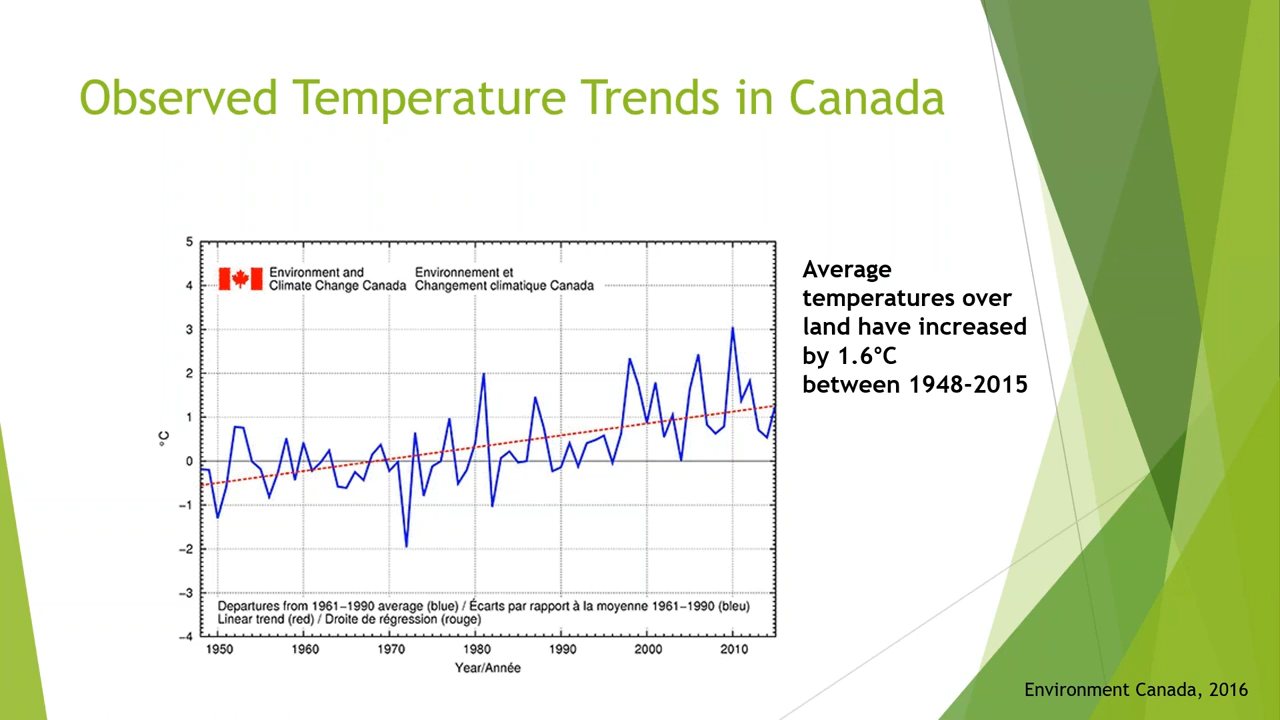 Observed Temperature Trends in Canada
5
4
3
2
1
0
−1
−2
−3
−4
°C
Environment and
Climate Change Canada
Environnement et
Changement climatique Canada
Departures from 1961−1990 average (blue) / Écarts par rapport à la moyenne 1961−1990 (bleu)
Linear trend (red) / Droite de régression (rouge)
1950 1960 1970 1980 1990 2000 2010
Year/Année
Average
temperatures over
land have increased
by 1.6°C
between 1948-2015
Environment Canada, 2016